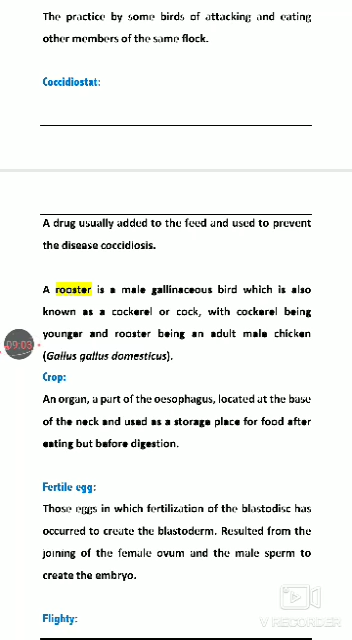 The practice by some birds of attacking and eating
other members of the same flock.
Coccidiostat:
A drug usually added to the feed and used to prevent
the disease coccidiosis.
A rooster is a male gallinaceous bird which is also
known as a cockerel or cock, with cockerel being
younger and rooster being an adult male chicken
09:03
(Gallus gallus domesticus).
Crop:
An organ, a part of the oesophagus, located at the base
of the neck and used as a storage place for food after
eating but before digestion.
Fertile egg:
Those eggs in which fertilization of the blastodisc has
occurred to create the blastoderm. Resulted from the
joining of the female ovum and the male sperm to
create the embryo.
V RECORDER
Flighty: